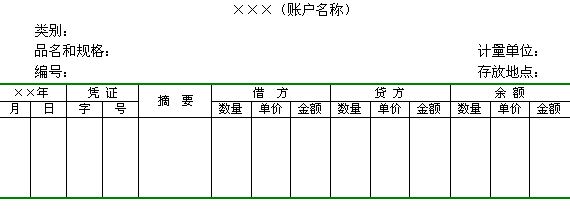 ×××（账户名称）
类别：
品名和规格： 计量单位：
编号： 存放地点：
××年 凭 证 摘 要 借 方 贷 方 余 额
月 日 字 号 数量 单价 金额 数量 单价 金额 数量 单价 金额